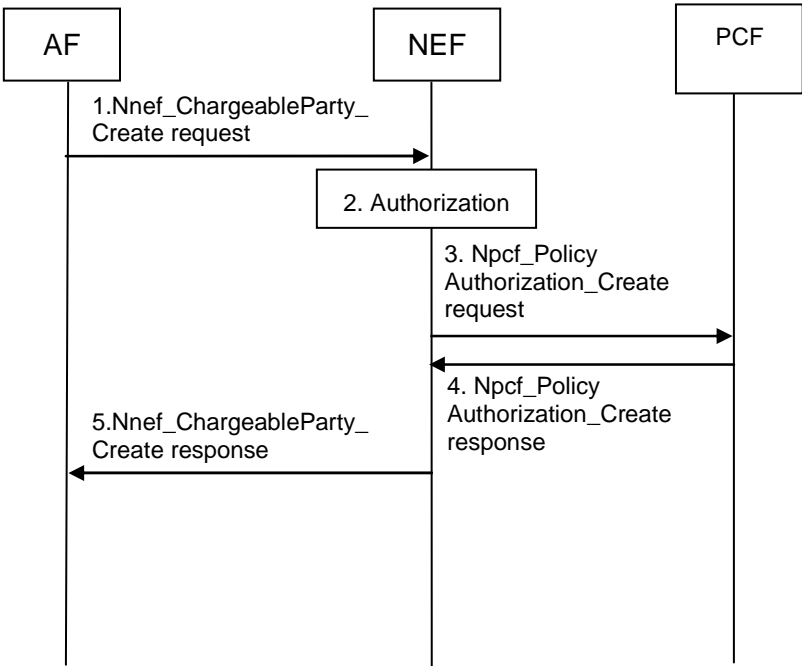 AF
NEF
PCF
1.Nnef_ChargeableParty_
Create request
2. Authorization
3. Npcf_Policy
Authorization_Create
request
4. Npcf_Policy
Authorization_Create
response
5.Nnef_ChargeableParty_
Create response